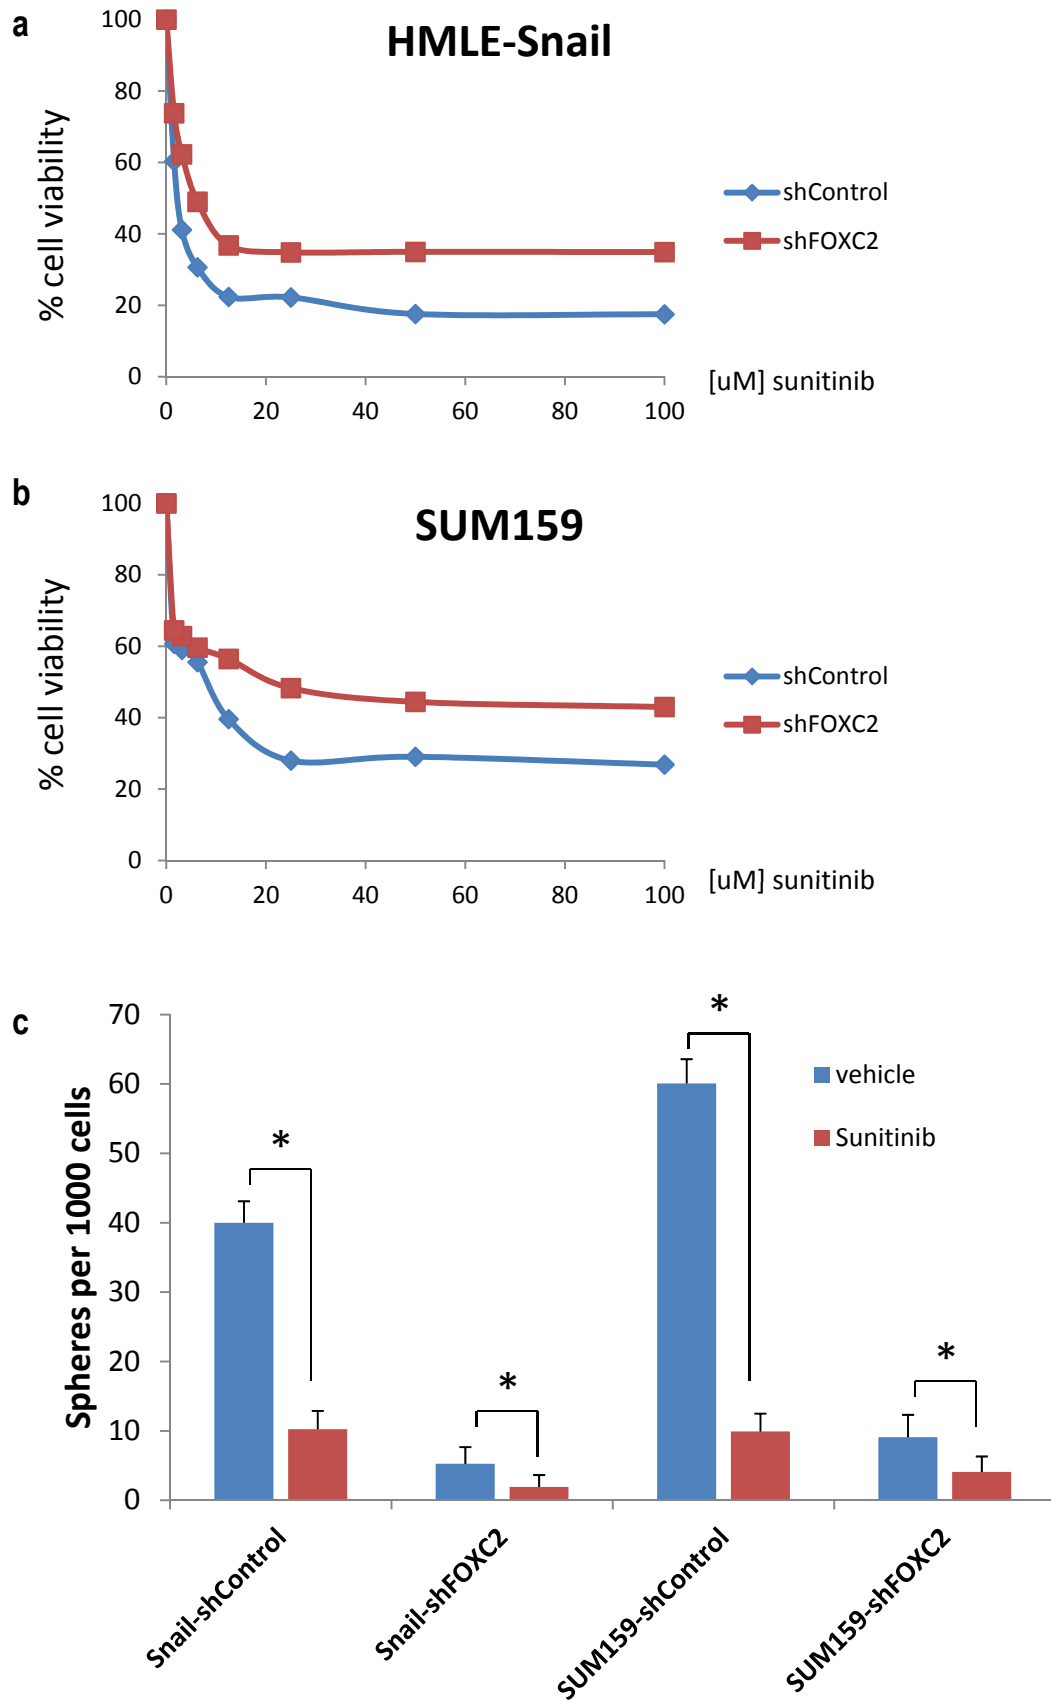 a
HMLE-Snail
% cell viability
100
80
60
40
20
0
0 20 40 60 80 100
[uM] sunitinib
shControl
shFOXC2
b
SUM159
% cell viability
100
80
60
40
20
0
0 20 40 60 80 100
[uM] sunitinib
shControl
shFOXC2
c
Spheres per 1000 cells
70
60
50
40
30
20
10
0
*
*
*
*
vehicle
Sunitinib
Snail-shControl
Snail-shFOXC2
SUM159-shControl
SUM159-shFOXC2